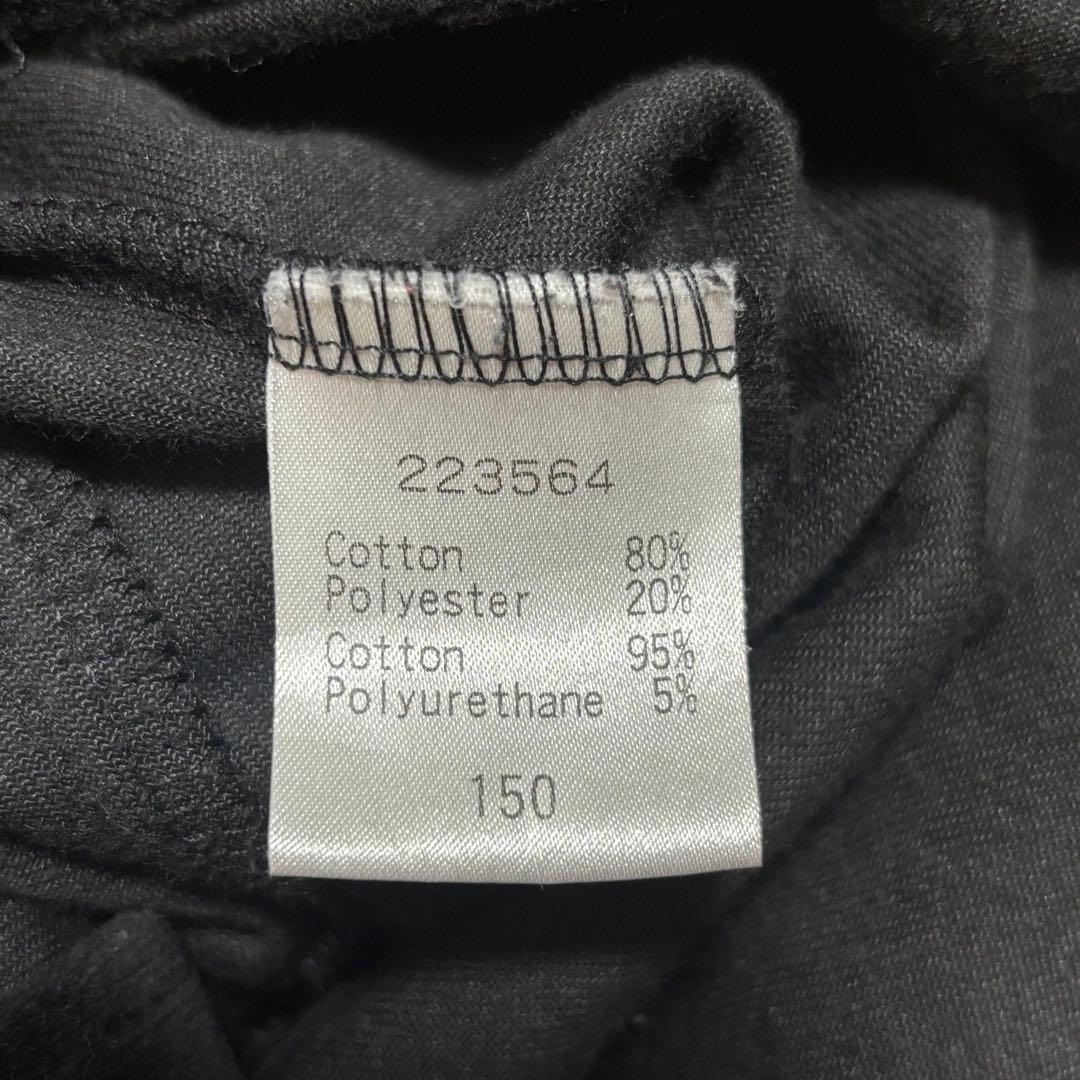 223564
Cotton 80%
Polyester 20%
Cotton 95%
Polyurethane 5%
150